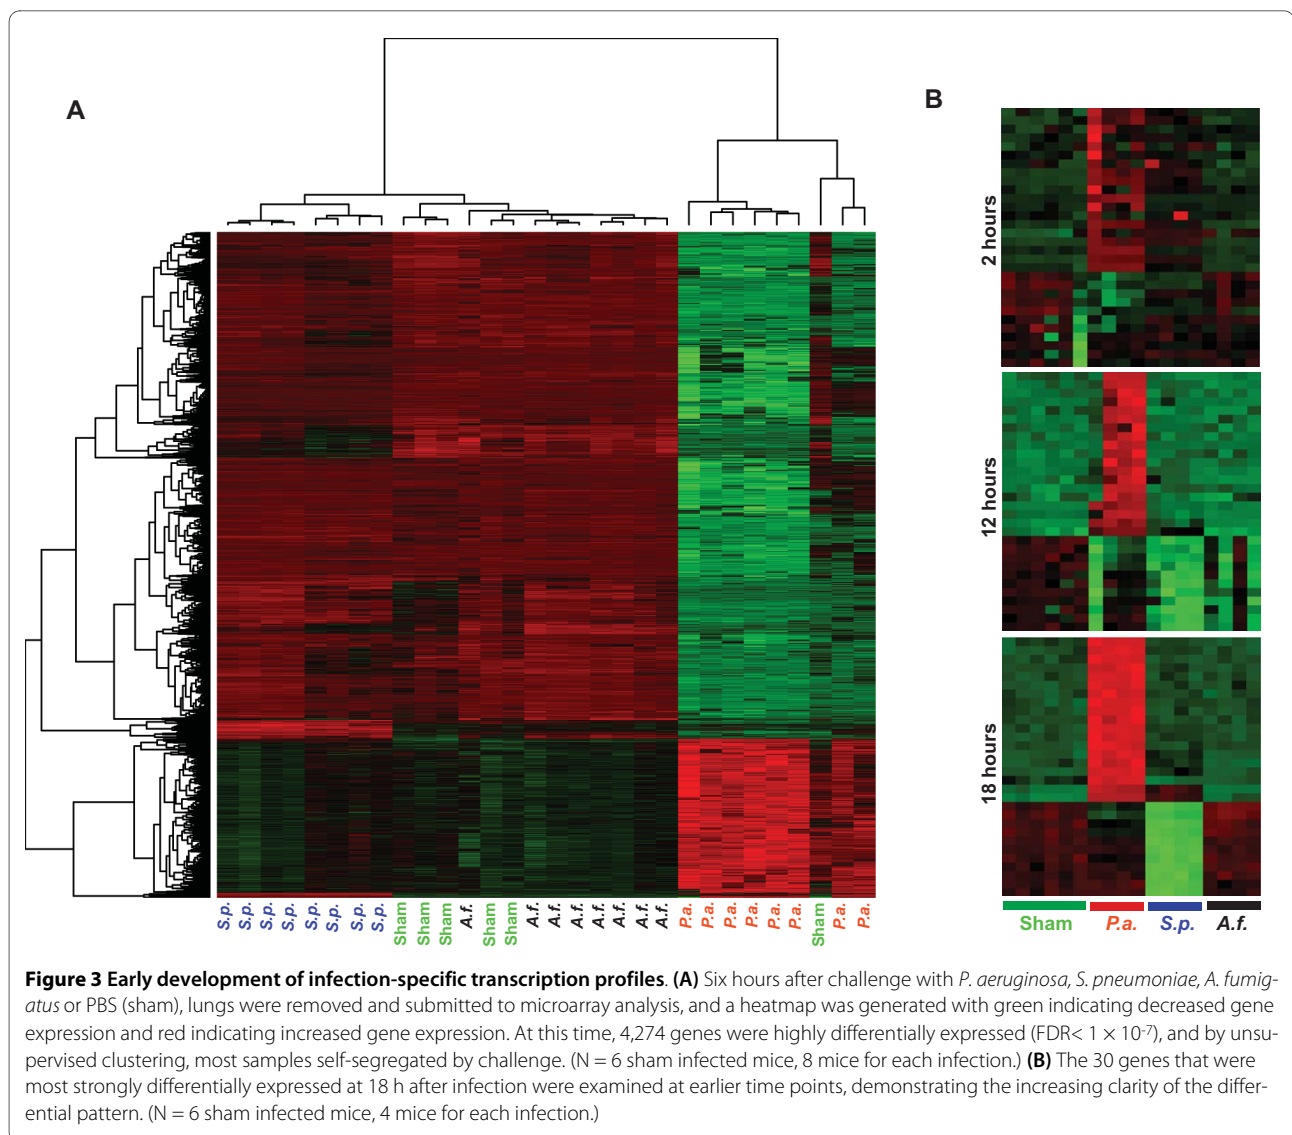 A
B
2 hours
12 hours
18 hours
S.p. S.p. S.p. S.p. S.p. S.p. S.p. S.p. Sham Sham Sham A.f. Sham Sham A.f. A.f. A.f. A.f. A.f. A.f. A.f. P.a. P.a. P.a. P.a. P.a. P.a. Sham P.a. P.a.
Sham P.a. S.p. A.f.
Figure 3 Early development of infection-specific transcription profiles. (A) Six hours after challenge with P. aeruginosa, S. pneumoniae, A. fumig-
atus or PBS (sham), lungs were removed and submitted to microarray analysis, and a heatmap was generated with green indicating decreased gene
expression and red indicating increased gene expression. At this time, 4,274 genes were highly differentially expressed (FDR< 1 × 10-7), and by unsu-
pervised clustering, most samples self-segregated by challenge. (N = 6 sham infected mice, 8 mice for each infection.) (B) The 30 genes that were
most strongly differentially expressed at 18 h after infection were examined at earlier time points, demonstrating the increasing clarity of the differ-
ential pattern. (N = 6 sham infected mice, 4 mice for each infection.)